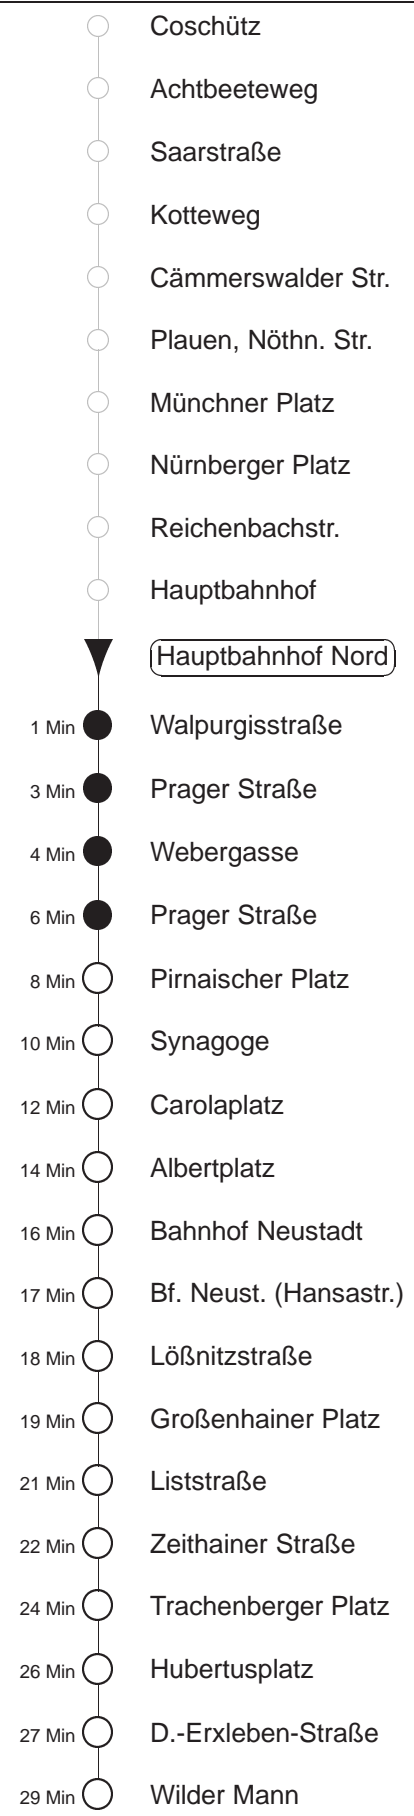 Coschütz
Achtbeeteweg
Saarstraße
Kotteweg
Cämmerswalder Str.
Plauen, Nöthn. Str.
Münchner Platz
Nürnberger Platz
Reichenbachstr.
Hauptbahnhof
Hauptbahnhof Nord
1 Min Walpurgisstraße
3 Min Prager Straße
4 Min Webergasse
6 Min Prager Straße
8 Min Pirnaischer Platz
10 Min Synagoge
12 Min Carolaplatz
14 Min Albertplatz
16 Min Bahnhof Neustadt
17 Min Bf. Neust. (Hansastr.)
18 Min Lößnitzstraße
19 Min Großenhainer Platz
21 Min Liststraße
22 Min Zeithainer Straße
24 Min Trachenberger Platz
26 Min Hubertusplatz
27 Min D.-Erxleben-Straße
29 Min Wilder Mann